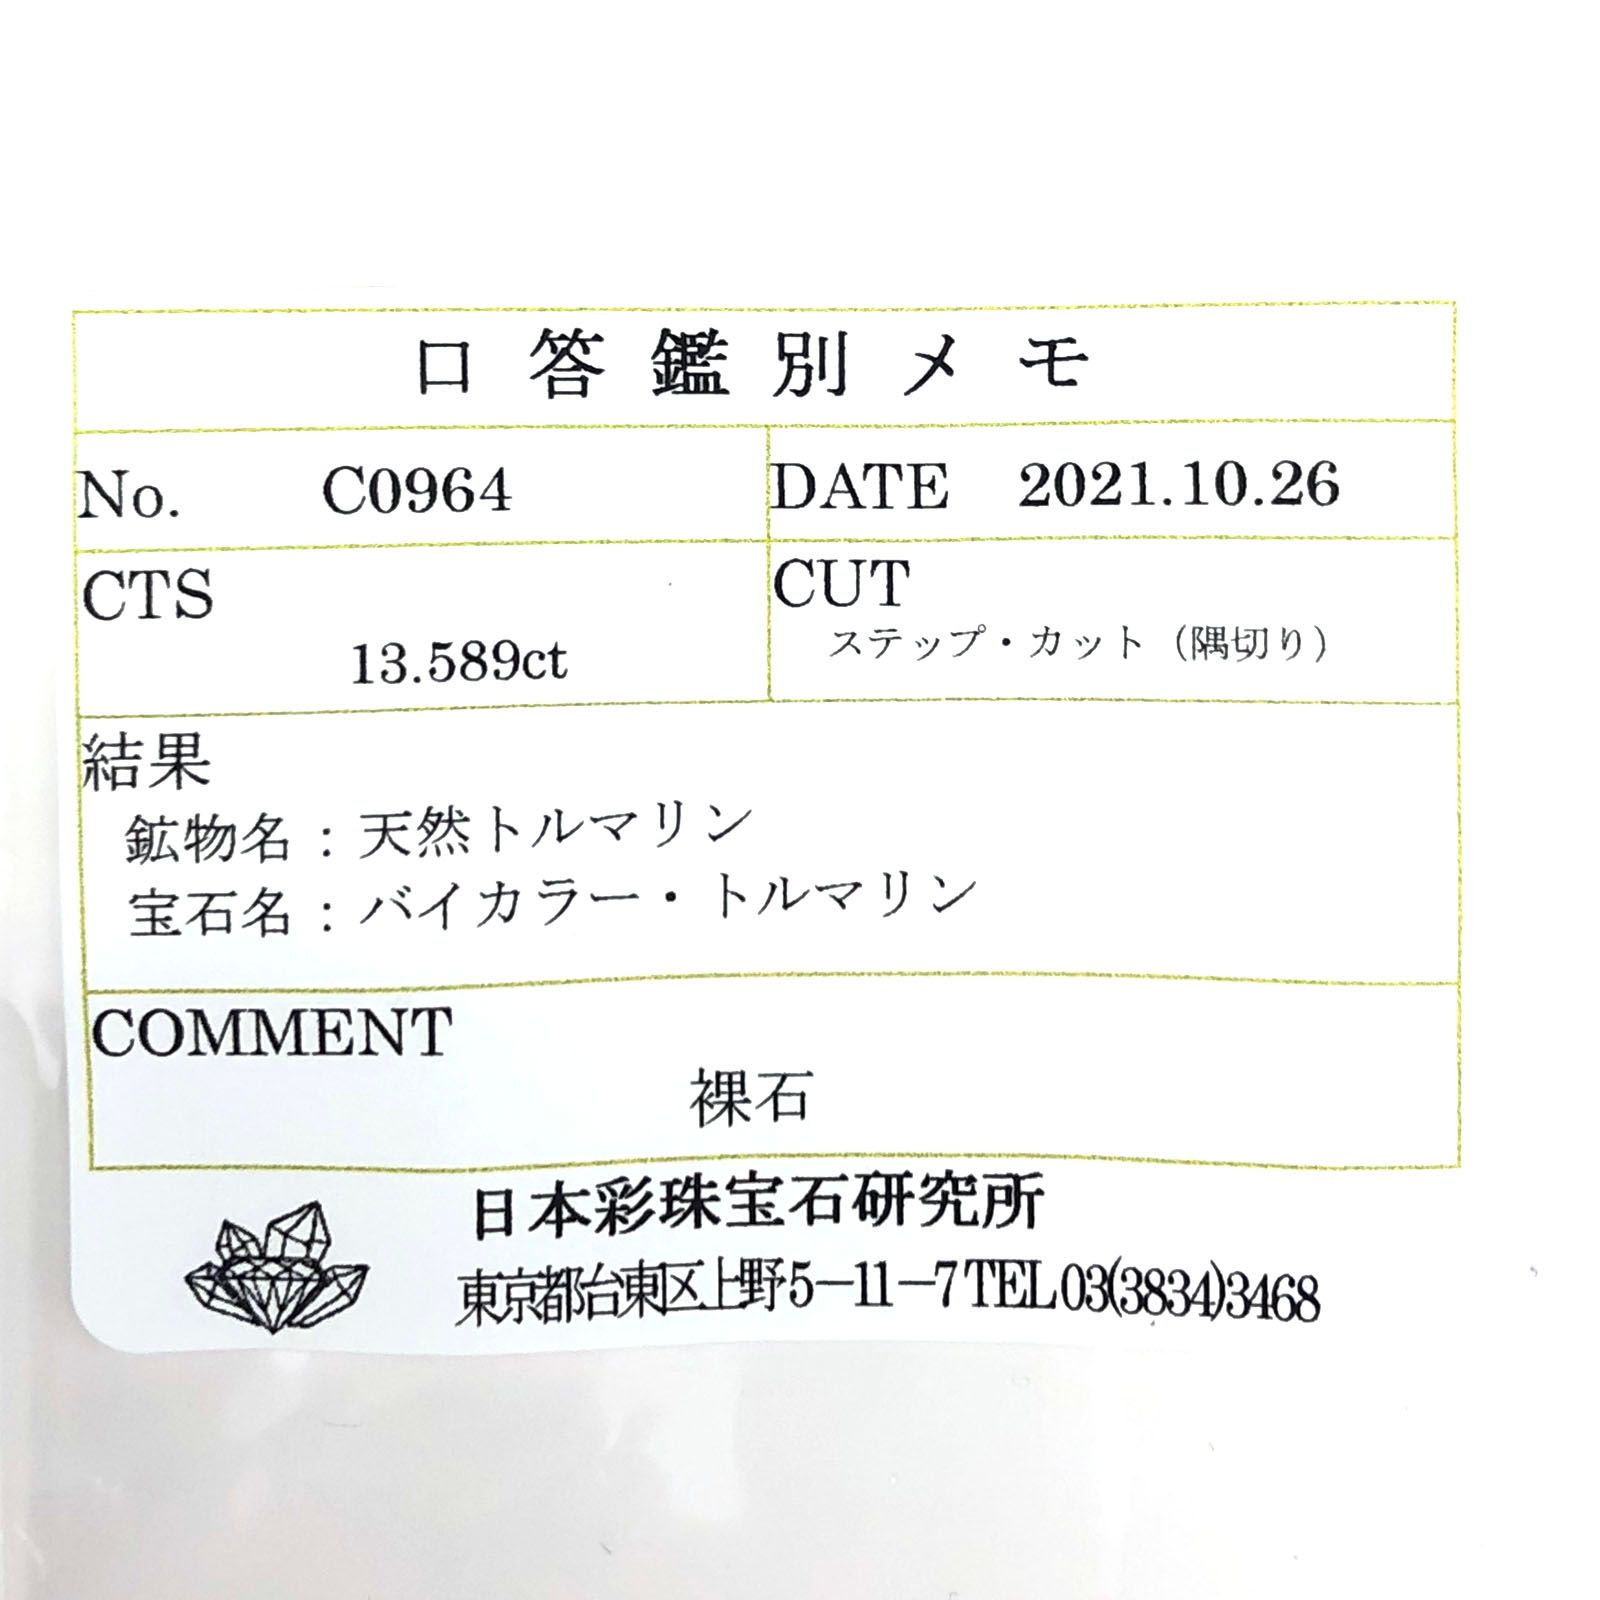 口答鑑別メモ
No. C0964 DATE 2021.10.26
CTS CUT
13.589ct ステップ・カット（隅切り）
結果
鉱物名：天然トルマリン
宝石名：バイカラー・トルマリン
COMMENT
裸石
日本彩珠宝石研究所
東京都台東区上野5－11－7 TEL 03(3834)3468